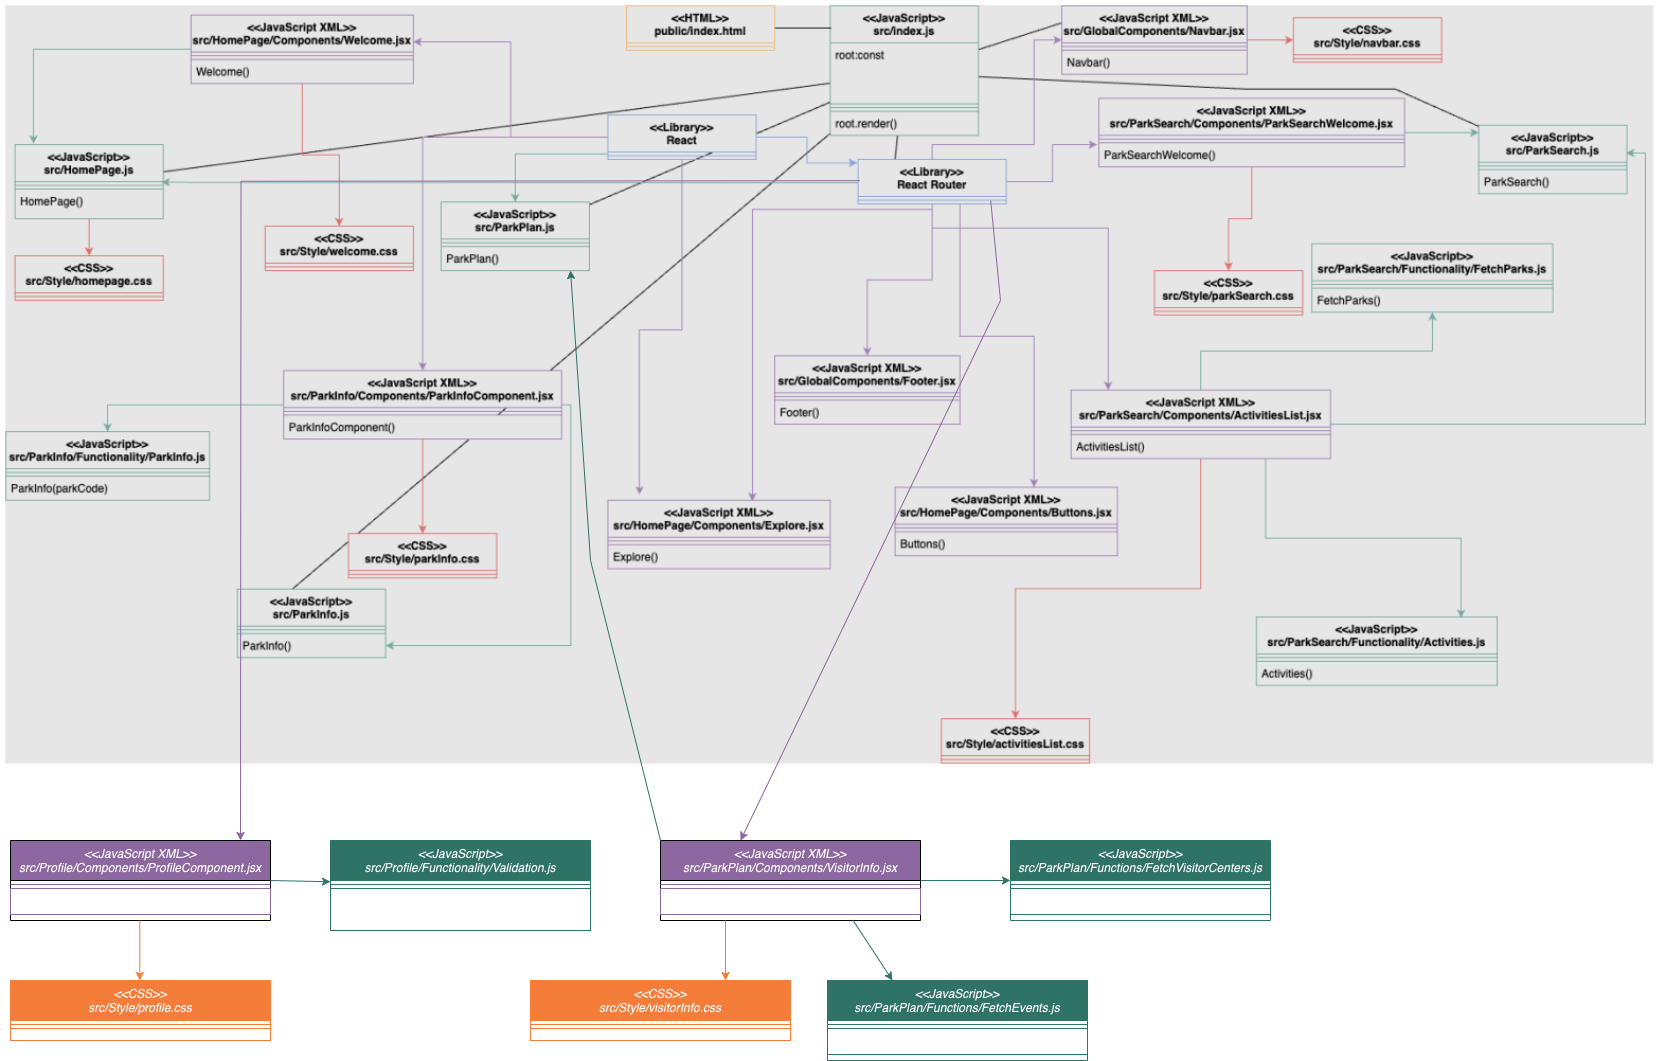 <<JavaScript XML>>
src/HomePage/Components/Welcome.jsx
Welcome()
<<HTML>>
public/index.html
<<JavaScript>>
src/index.js
root:const
root.render()
<<JavaScript XML>>
src/GlobalComponents/Navbar.jsx
Navbar()
<<CSS>>
src/Style/navbar.css
<<Library>>
React
<<JavaScript XML>>
src/ParkSearch/Components/ParkSearchWelcome.jsx
ParkSearchWelcome()
<<JavaScript>>
src/ParkSearch.js
ParkSearch()
<<JavaScript>>
src/HomePage.js
HomePage()
<<Library>>
React Router
<<JavaScript>>
src/ParkPlan.js
ParkPlan()
<<CSS>>
src/Style/welcome.css
<<CSS>>
src/Style/homepage.css
<<JavaScript>>
src/ParkSearch/Functionality/FetchParks.js
FetchParks()
<<CSS>>
src/Style/parkSearch.css
<<JavaScript XML>>
src/GlobalComponents/Footer.jsx
Footer()
<<JavaScript XML>>
src/ParkInfo/Components/ParkInfoComponent.jsx
ParkInfoComponent()
<<JavaScript XML>>
src/ParkSearch/Components/ActivitiesList.jsx
ActivitiesList()
<<JavaScript>>
src/ParkInfo/Functionality/ParkInfo.js
ParkInfo(parkCode)
<<JavaScript XML>>
src/HomePage/Components/Explore.jsx
Explore()
<<JavaScript XML>>
src/HomePage/Components/Buttons.jsx
Buttons()
<<CSS>>
src/Style/parkInfo.css
<<JavaScript>>
src/ParkInfo.js
ParkInfo()
<<JavaScript>>
src/ParkSearch/Functionality/Activities.js
Activities()
<<CSS>>
src/Style/activitiesList.css
<<JavaScript XML>>
src/Profile/Components/ProfileComponent.jsx
<<JavaScript>>
src/Profile/Functionality/Validation.js
<<JavaScript XML>>
src/ParkPlan/Components/VisitorInfo.jsx
<<JavaScript>>
src/ParkPlan/Functions/FetchVisitorCenters.js
<<CSS>>
src/Style/profile.css
<<CSS>>
src/Style/visitorInfo.css
<<JavaScript>>
src/ParkPlan/Functions/FetchEvents.js